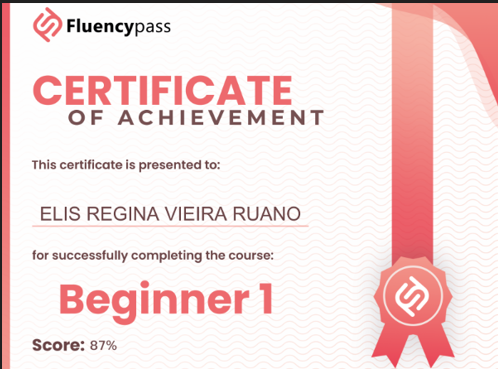 Fluencypass
CERTIFICATE
OF ACHIEVEMENT
This certificate is presented to:
ELIS REGINA VIEIRA RUANO
for successfully completing the course:
Beginner 1
Score: 87%